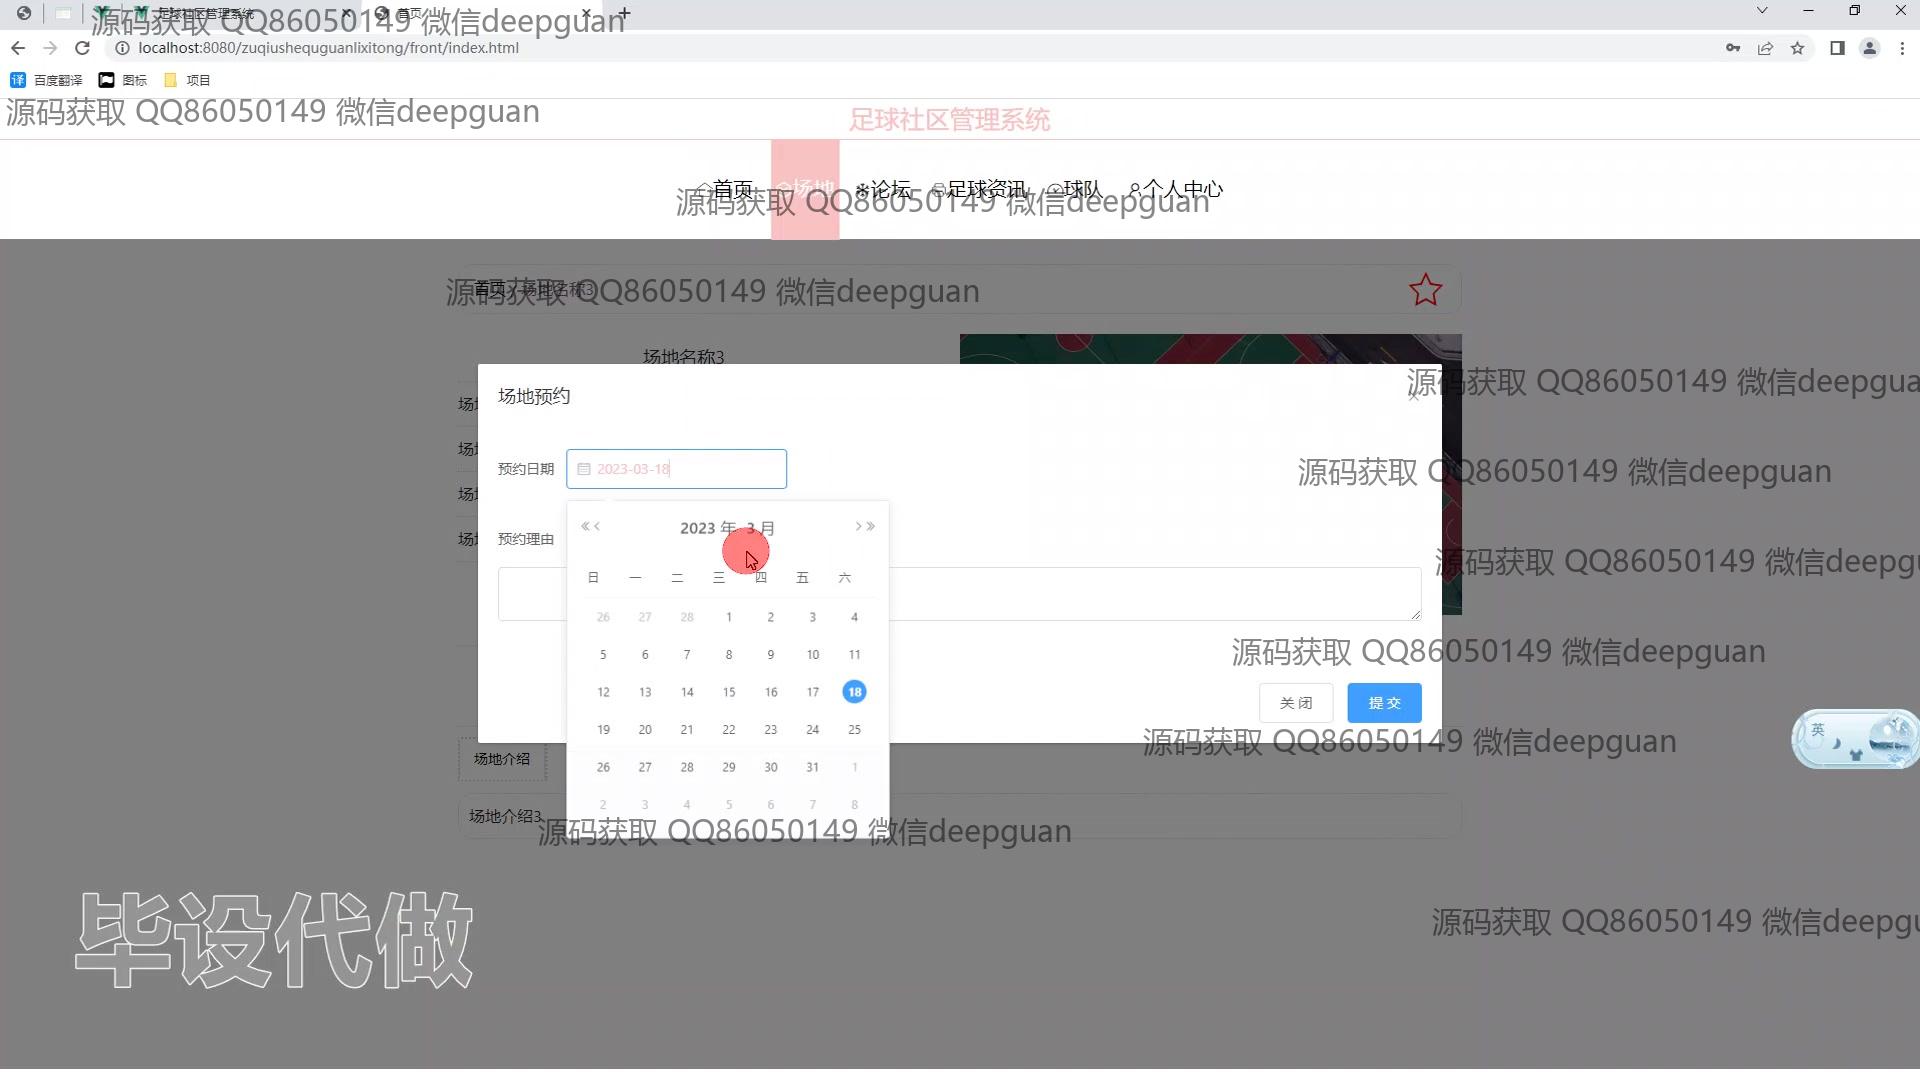 足球社区管理系统
首页
源码获取 QQ86050149 微信deepguan
localhost:8080/zuqiushequguanlixitong/front/index.html
百度翻译 图标 项目
源码获取 QQ86050149 微信deepguan
足球社区管理系统
首页 场地 论坛 足球资讯 球队 个人中心
源码获取 QQ86050149 微信deepguan
首页 / 场地名称3
源码获取 QQ86050149 微信deepguan
场地名称3
场地预约
源码获取 QQ86050149 微信deepgua
场
场
场
场
预约日期 2023-03-18
源码获取 QQ86050149 微信deepguan
2023 年 3 月
预约理由
源码获取 QQ86050149 微信deepg
日 一 二 三 四 五 六
26 27 28 1 2 3 4
5 6 7 8 9 10 11
源码获取 QQ86050149 微信deepguan
12 13 14 15 16 17 18
关闭 提交
19 20 21 22 23 24 25
源码获取 QQ86050149 微信deepguan
英
场地介绍
26 27 28 29 30 31 1
2 3 4 5 6 7 8
场地介绍3
源码获取 QQ86050149 微信deepguan
毕设代做
源码获取 QQ86050149 微信deepgu